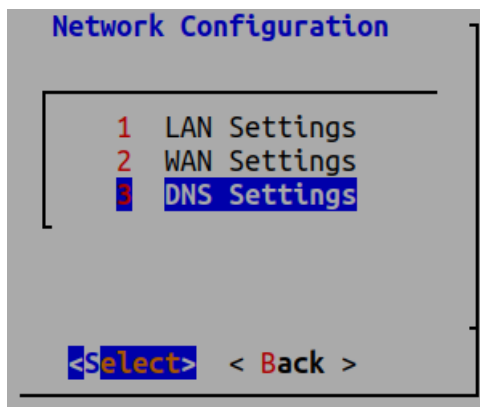 Network Configuration
1 LAN Settings
2 WAN Settings
3 DNS Settings
<Select> < Back >